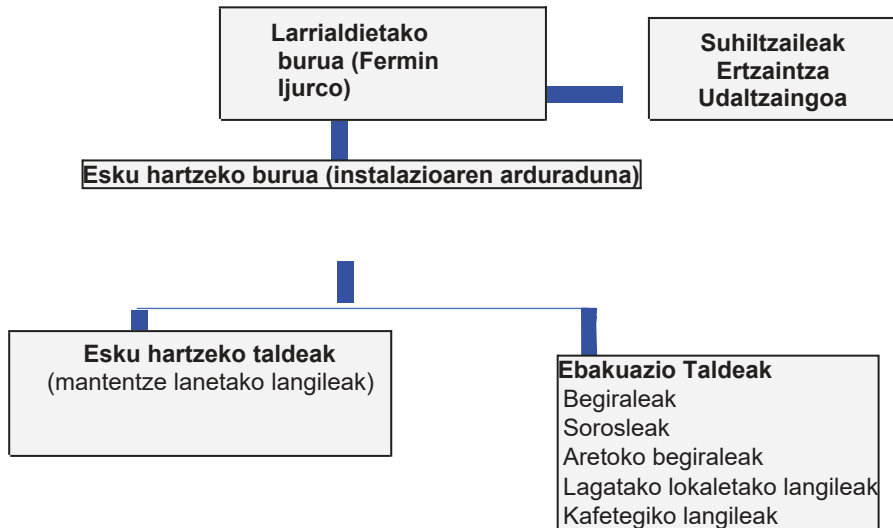 Larrialdietako
burua (Fermin
Ijurco)
Suhiltzaileak
Ertzaintza
Udaltzaingoa
Esku hartzeko burua (instalazioaren arduraduna)
Esku hartzeko taldeak
(mantentze lanetako langileak)
Ebakuazio Taldeak
Begiraleak
Sorosleak
Aretoko begiraleak
Lagatako lokaletako langileak
Kafetegiko langileak